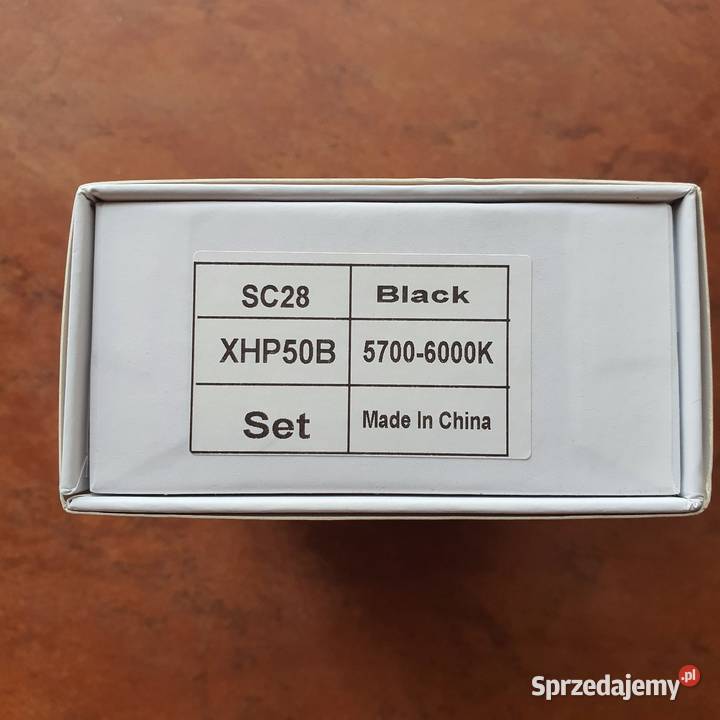 SC28 Black
XHP50B 5700-6000K
Set Made In China
Sprzedajemy.pl